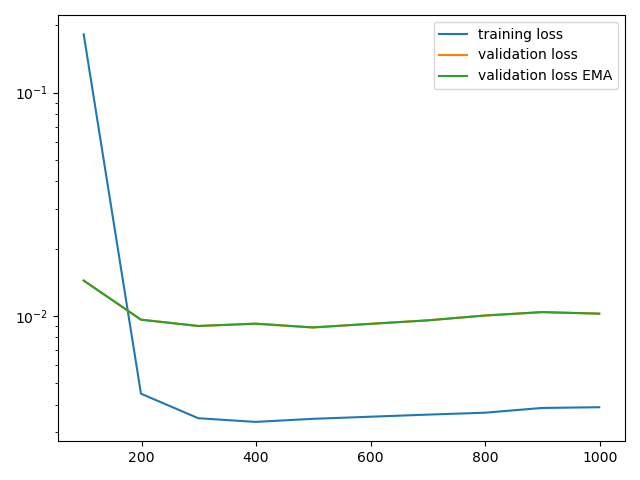 training loss
validation loss
validation loss EMA
10⁻¹
10⁻²
200 400 600 800 1000